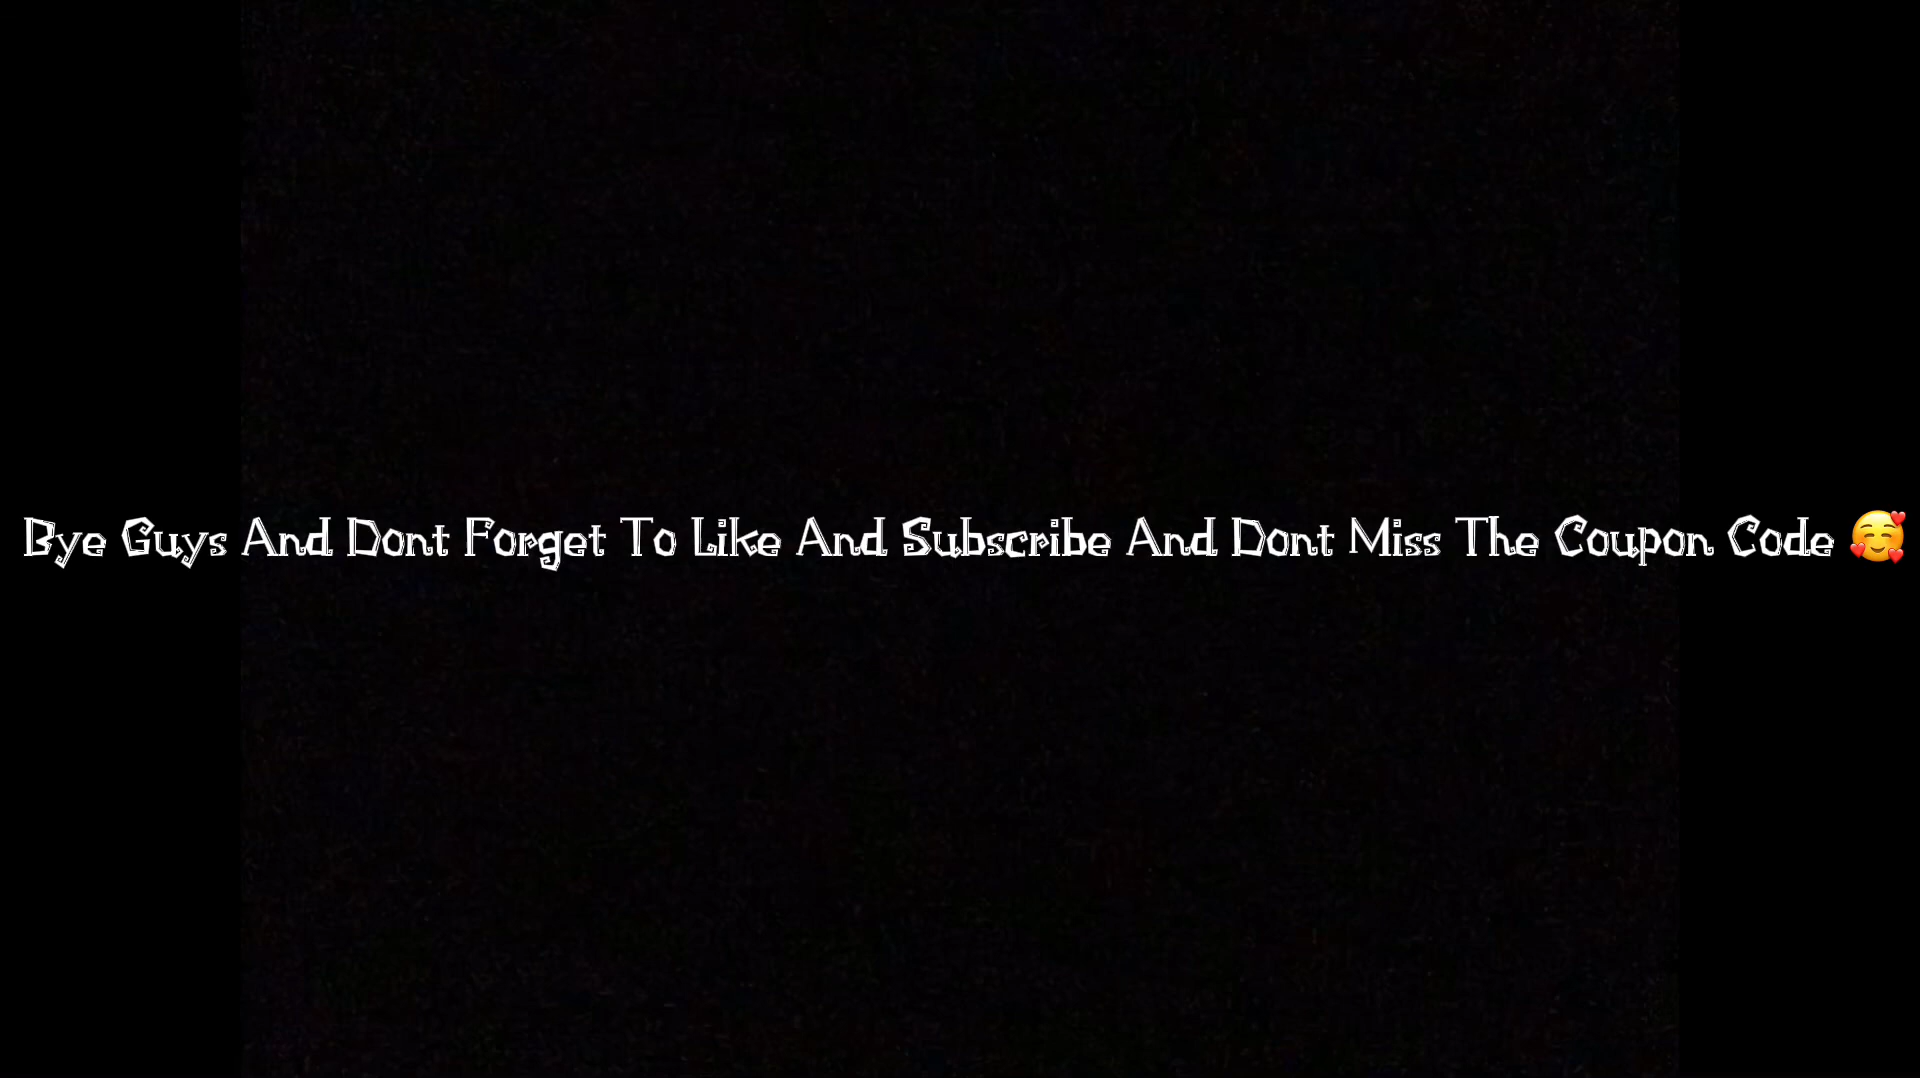 Bye Guys And Dont Forget To Like And Subscribe And Dont Miss The Coupon Code 🥰